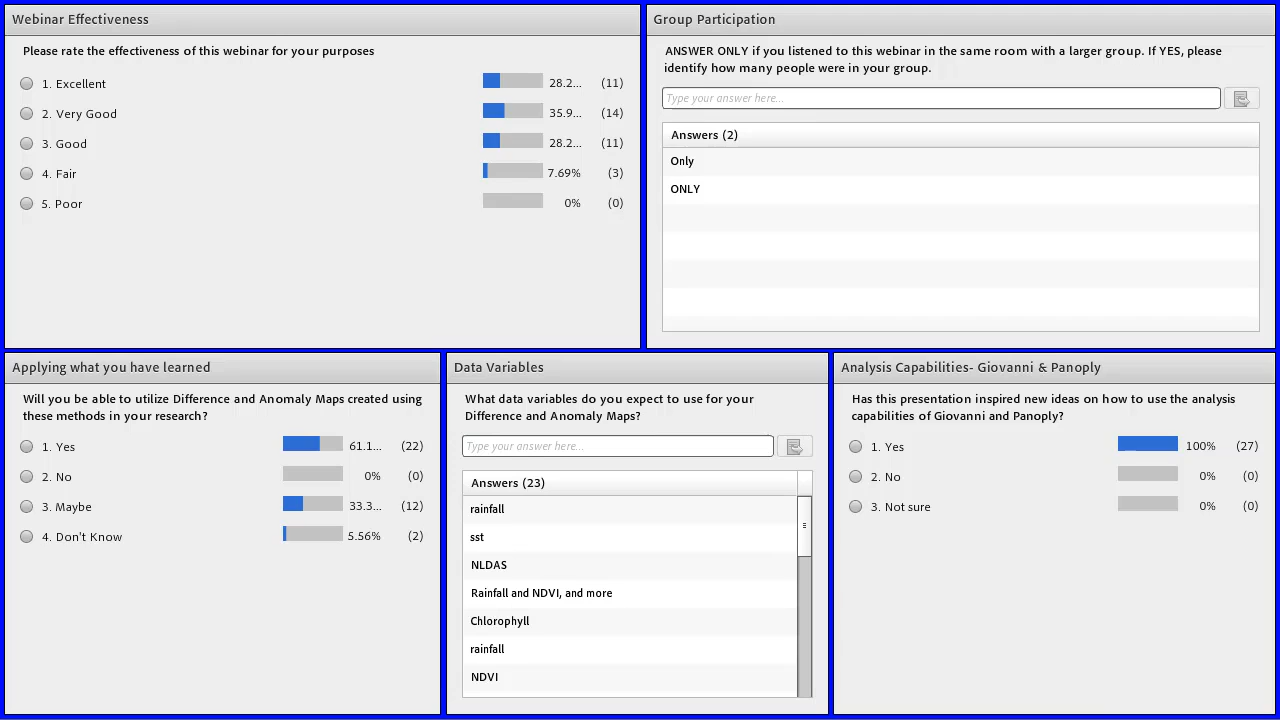 Webinar Effectiveness
Please rate the effectiveness of this webinar for your purposes
1. Excellent 28.2... (11)
2. Very Good 35.9... (14)
3. Good 28.2... (11)
4. Fair 7.69% (3)
5. Poor 0% (0)
Group Participation
ANSWER ONLY if you listened to this webinar in the same room with a larger group. If YES, please
identify how many people were in your group.
Type your answer here...
Answers (2)
Only
ONLY
Applying what you have learned
Will you be able to utilize Difference and Anomaly Maps created using
these methods in your research?
1. Yes 61.1... (22)
2. No 0% (0)
3. Maybe 33.3... (12)
4. Don't Know 5.56% (2)
Data Variables
What data variables do you expect to use for your
Difference and Anomaly Maps?
Type your answer here...
Answers (23)
rainfall
sst
NLDAS
Rainfall and NDVI, and more
Chlorophyll
rainfall
NDVI
Analysis Capabilities- Giovanni & Panoply
Has this presentation inspired new ideas on how to use the analysis
capabilities of Giovanni and Panoply?
1. Yes 100% (27)
2. No 0% (0)
3. Not sure 0% (0)